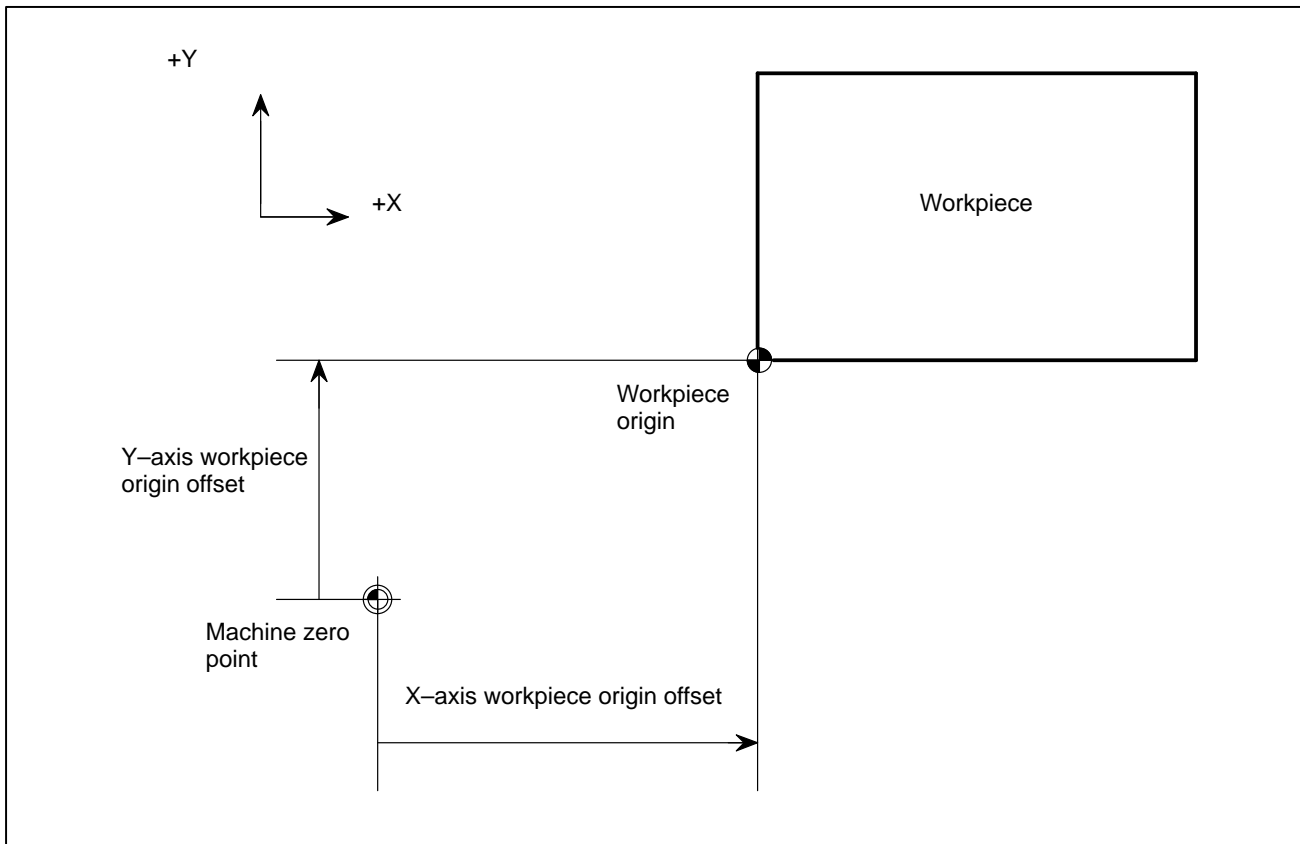 +Y
+X
Workpiece
Workpiece
origin
Y–axis workpiece
origin offset
Machine zero
point
X–axis workpiece origin offset